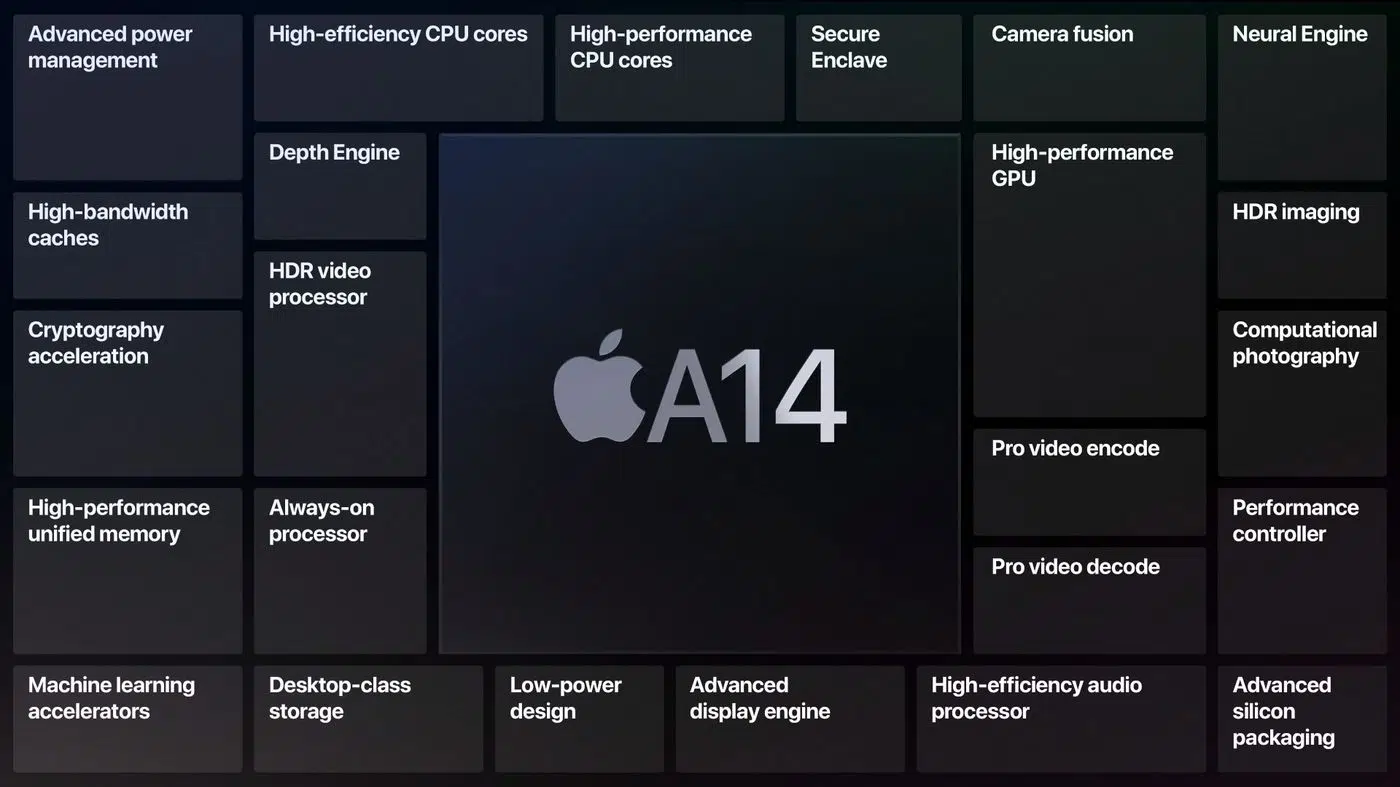 Advanced power
management
High-efficiency CPU cores
High-performance
CPU cores
Secure
Enclave
Camera fusion
Neural Engine
Depth Engine
High-performance
GPU
High-bandwidth
caches
HDR imaging
HDR video
processor
Cryptography
acceleration
Computational
photography
A14
Pro video encode
High-performance
unified memory
Always-on
processor
Performance
controller
Pro video decode
Machine learning
accelerators
Desktop-class
storage
Low-power
design
Advanced
display engine
High-efficiency audio
processor
Advanced
silicon
packaging